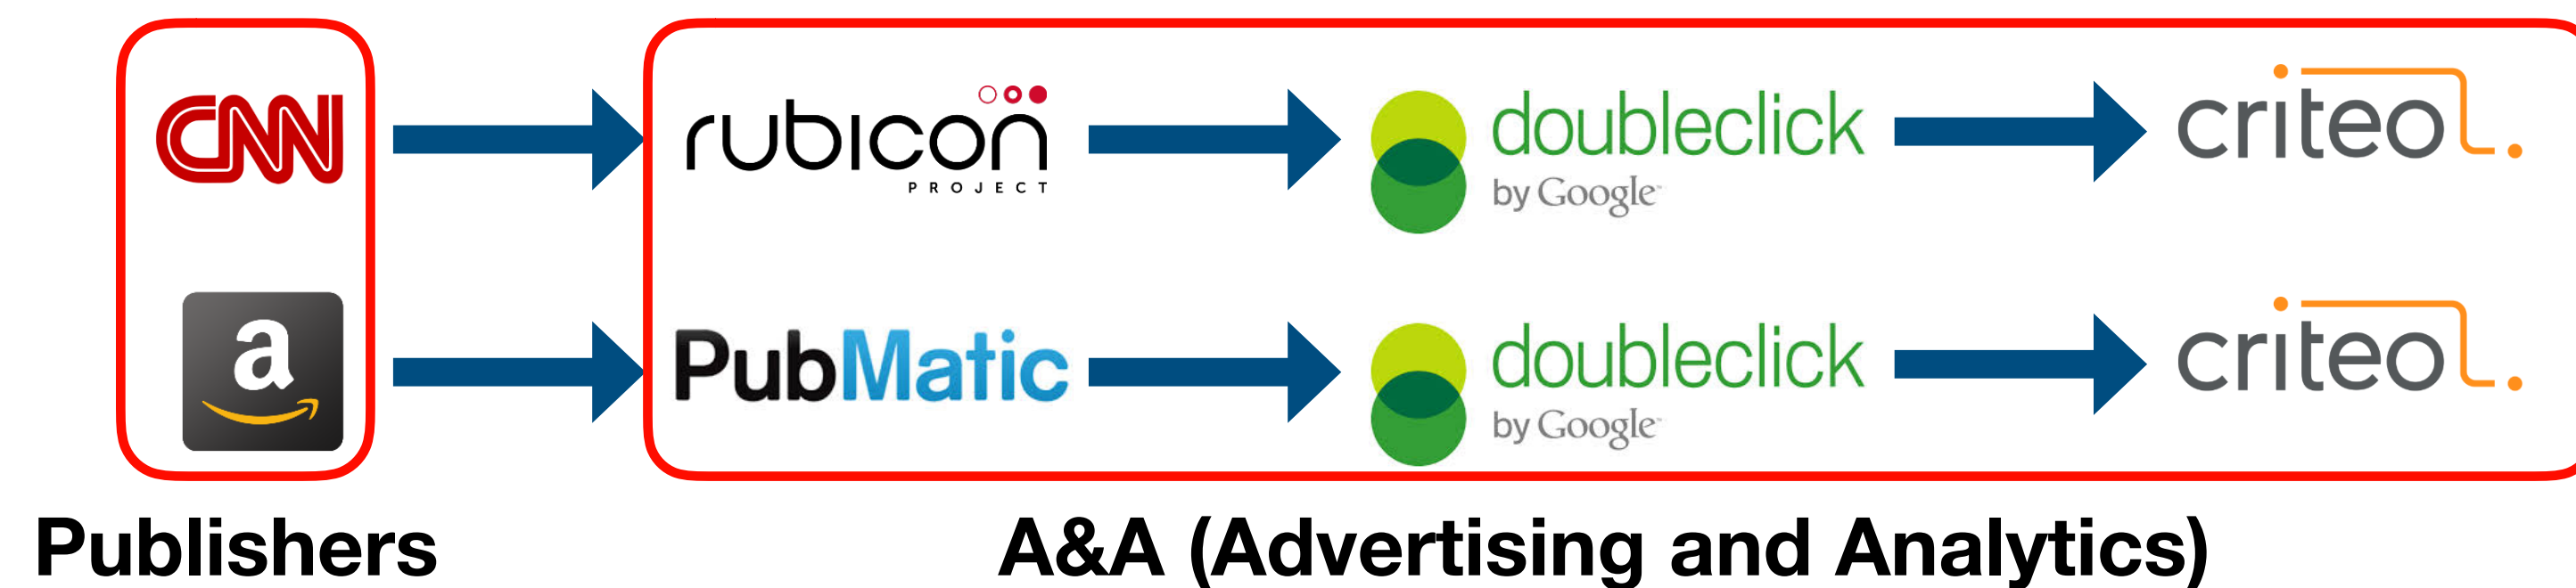 CNN
rubicon
PROJECT
doubleclick
by Google
criteo
a
PubMatic
doubleclick
by Google
criteo
Publishers
A&A (Advertising and Analytics)